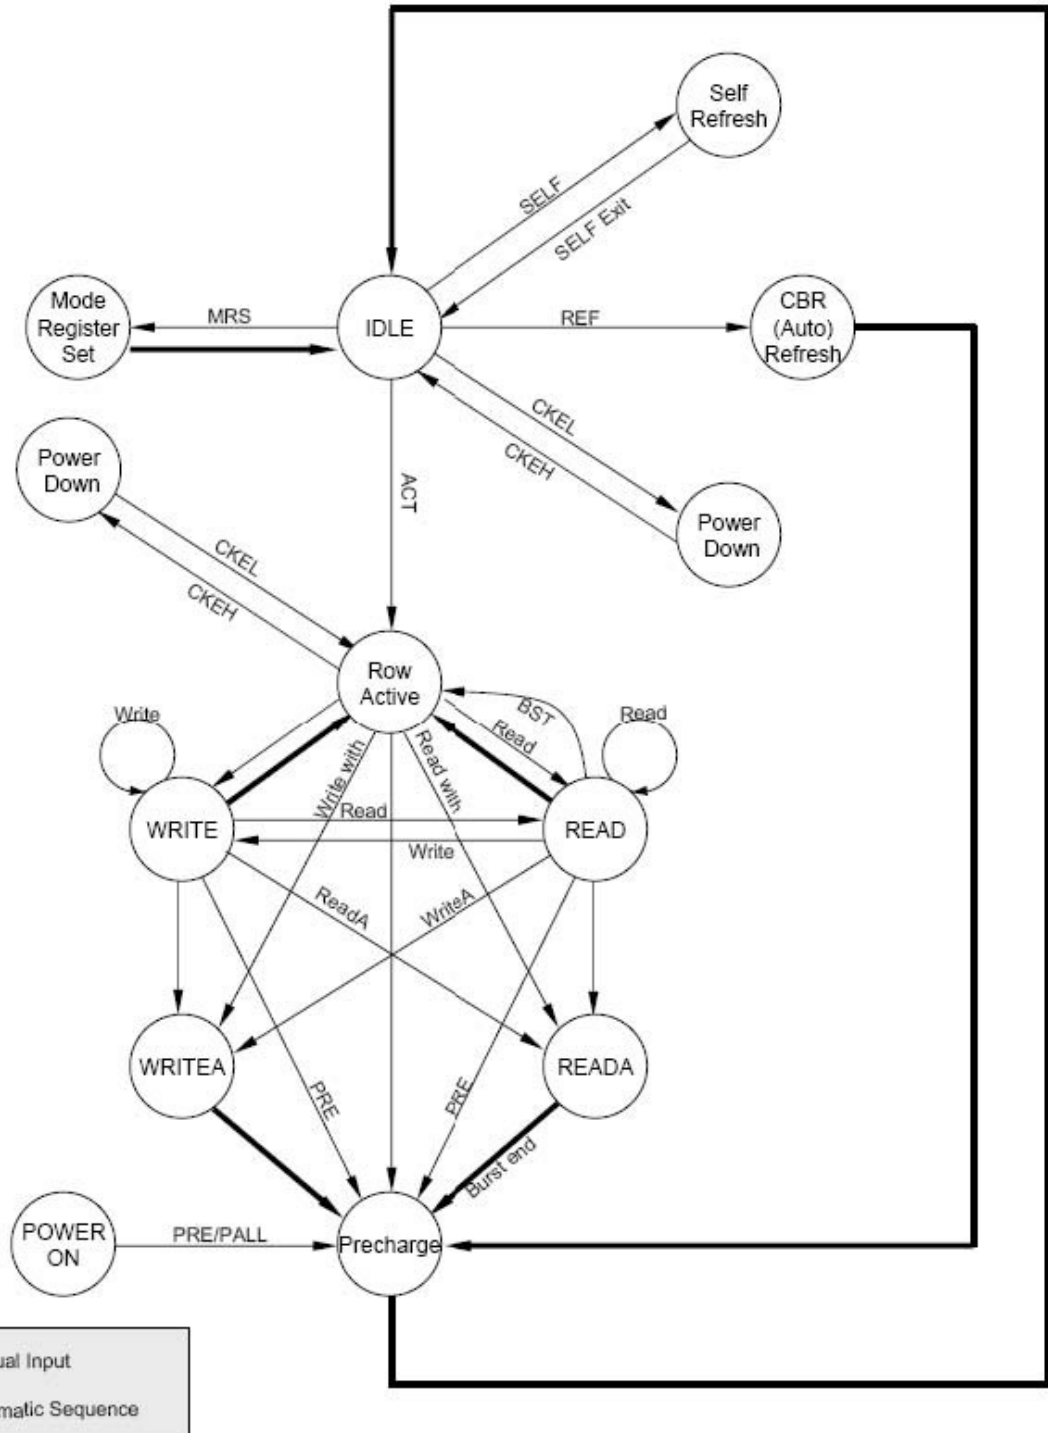 Self
Refresh
SELF
SELF Exit
Mode
Register
Set
MRS
IDLE
REF
CBR
(Auto)
Refresh
CKEL
CKEH
Power
Down
ACT
Power
Down
CKEL
CKEH
Row
Active
BST
Read
Write
Read
Write with
Read with
WRITE
Read
READ
Write
ReadA
WriteA
WRITEA
READA
PRE
PRE
Burst end
POWER
ON
PRE/PALL
Precharge
ual Input
matic Sequence